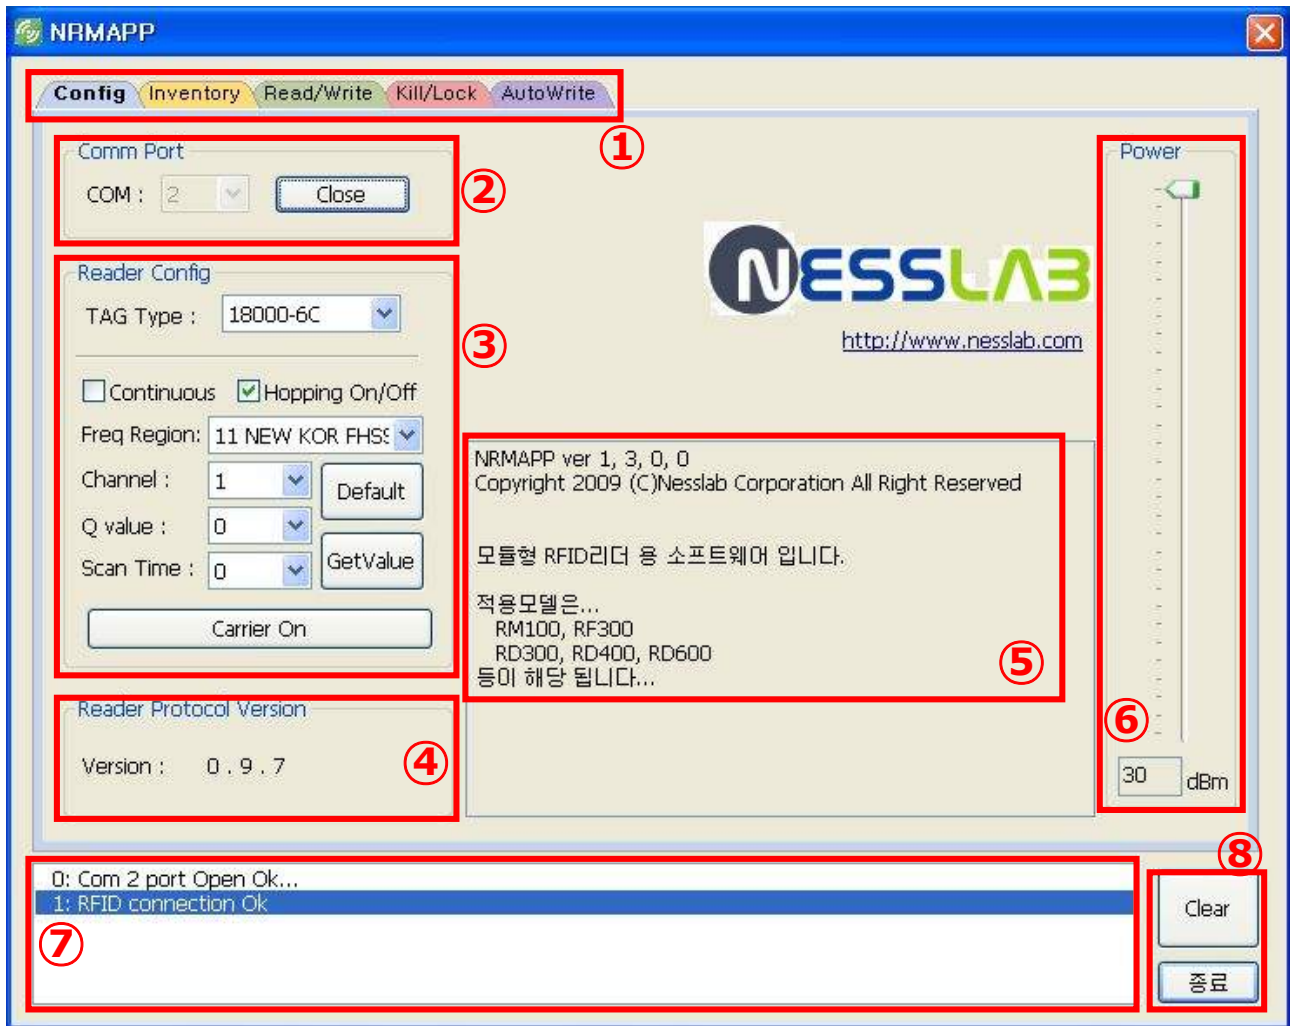 NRMAPP
Config Inventory Read/Write Kill/Lock AutoWrite
①
Comm Port
COM : 2 Close
②
Reader Config
TAG Type : 18000-6C
③
Continuous Hopping On/Off
Freq Region: 11 NEW KOR FHSS
Channel : 1
Default
Q value : 0
Scan Time : 0
GetValue
Carrier On
Reader Protocol Version
Version : 0 . 9 . 7
④
NESSLAB
http://www.nesslab.com
NRMAPP ver 1, 3, 0, 0
Copyright 2009 (C)Nesslab Corporation All Right Reserved
모듈형 RFID리더 용 소프트웨어 입니다.
적용모델은...
RM100, RF300
RD300, RD400, RD600
등이 해당 됩니다...
⑤
Power
⑥
30 dBm
0: Com 2 port Open Ok...
1: RFID connection Ok
⑦
⑧
Clear
종료